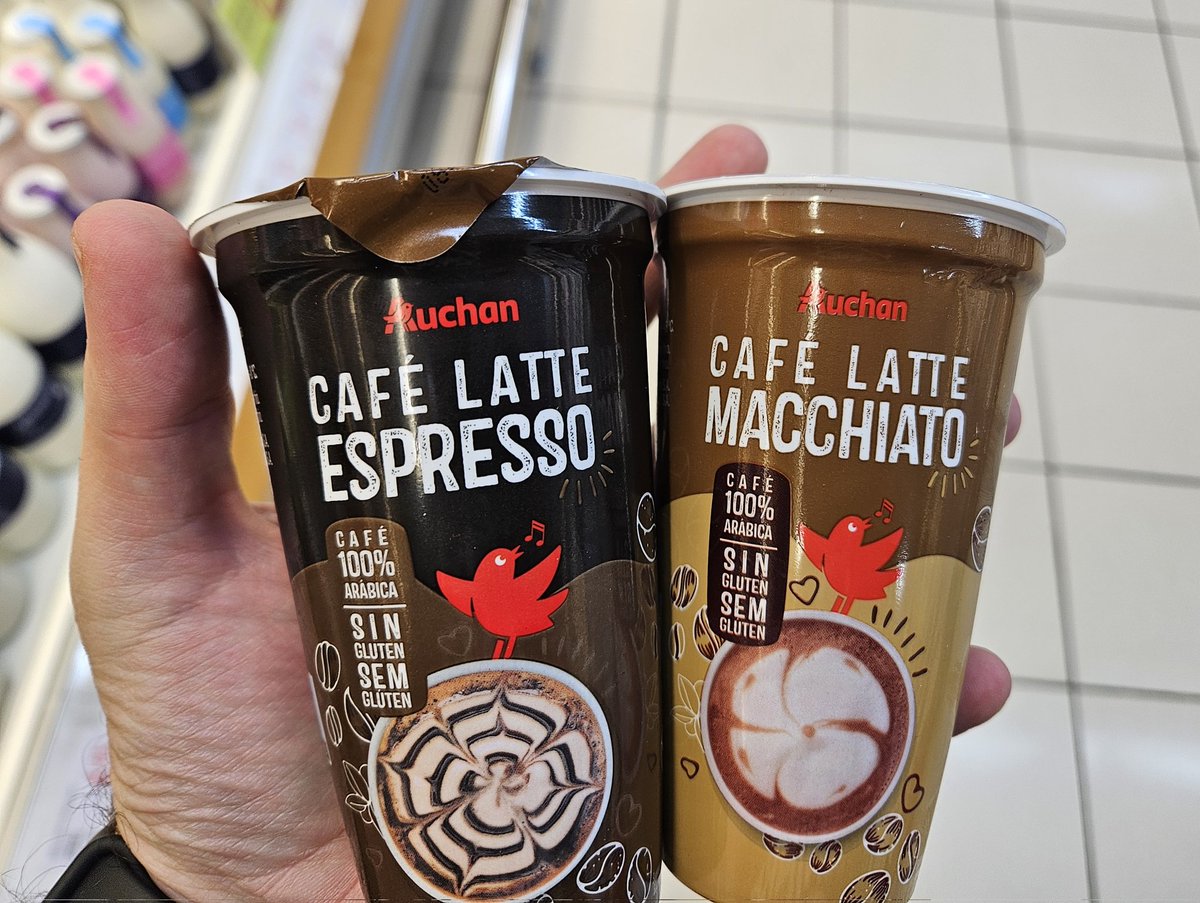 Auchan
CAFÉ LATTE
ESPRESSO
CAFÉ
100%
ARÁBICA
SIN
GLUTEN
SEM
GLÚTEN
Auchan
CAFÉ LATTE
MACCHIATO
CAFÉ
100%
ARÁBICA
SIN
GLUTEN
SEM
GLÚTEN